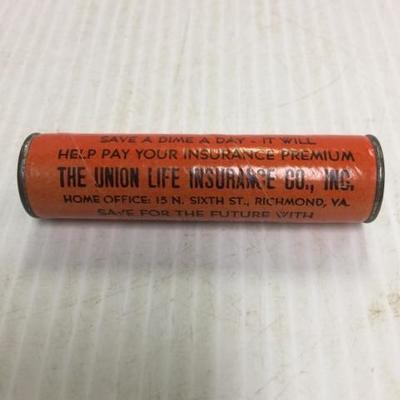 SAVE A DIME A DAY - IT WILL
HELP PAY YOUR INSURANCE PREMIUM
THE UNION LIFE INSURANCE CO., INC.
HOME OFFICE: 15 N. SIXTH ST., RICHMOND, VA.
SAVE FOR THE FUTURE WITH